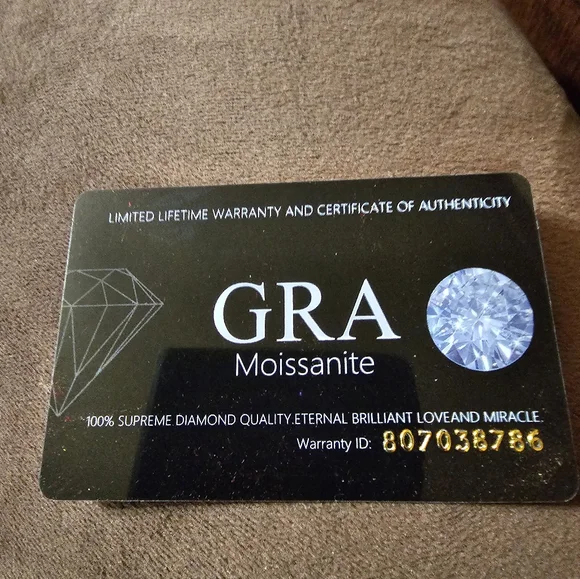 LIMITED LIFETIME WARRANTY AND CERTIFICATE OF AUTHENTICITY
GRA
Moissanite
100% SUPREME DIAMOND QUALITY.ETERNAL BRILLIANT LOVEAND MIRACLE.
Warranty ID: 807038786